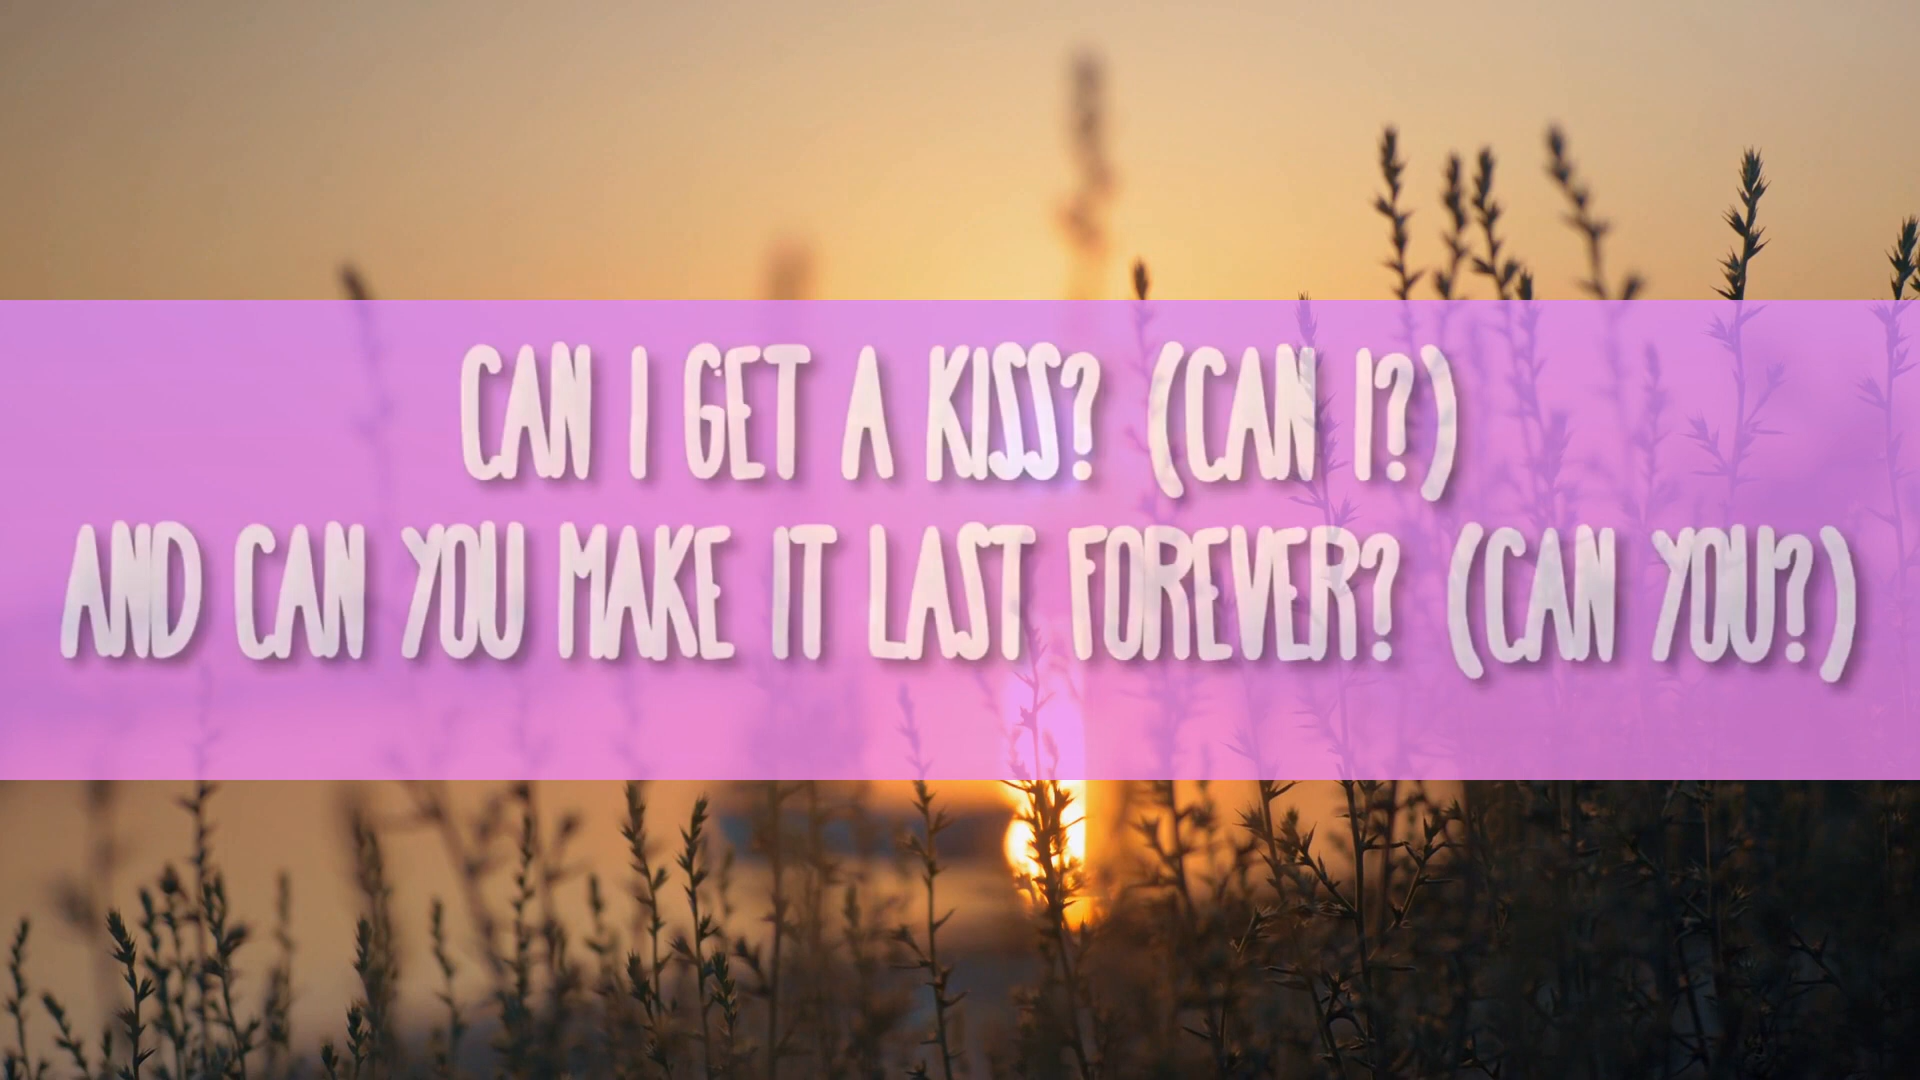 CAN I GET A KISS? (CAN I?)
AND CAN YOU MAKE IT LAST FOREVER? (CAN YOU?)